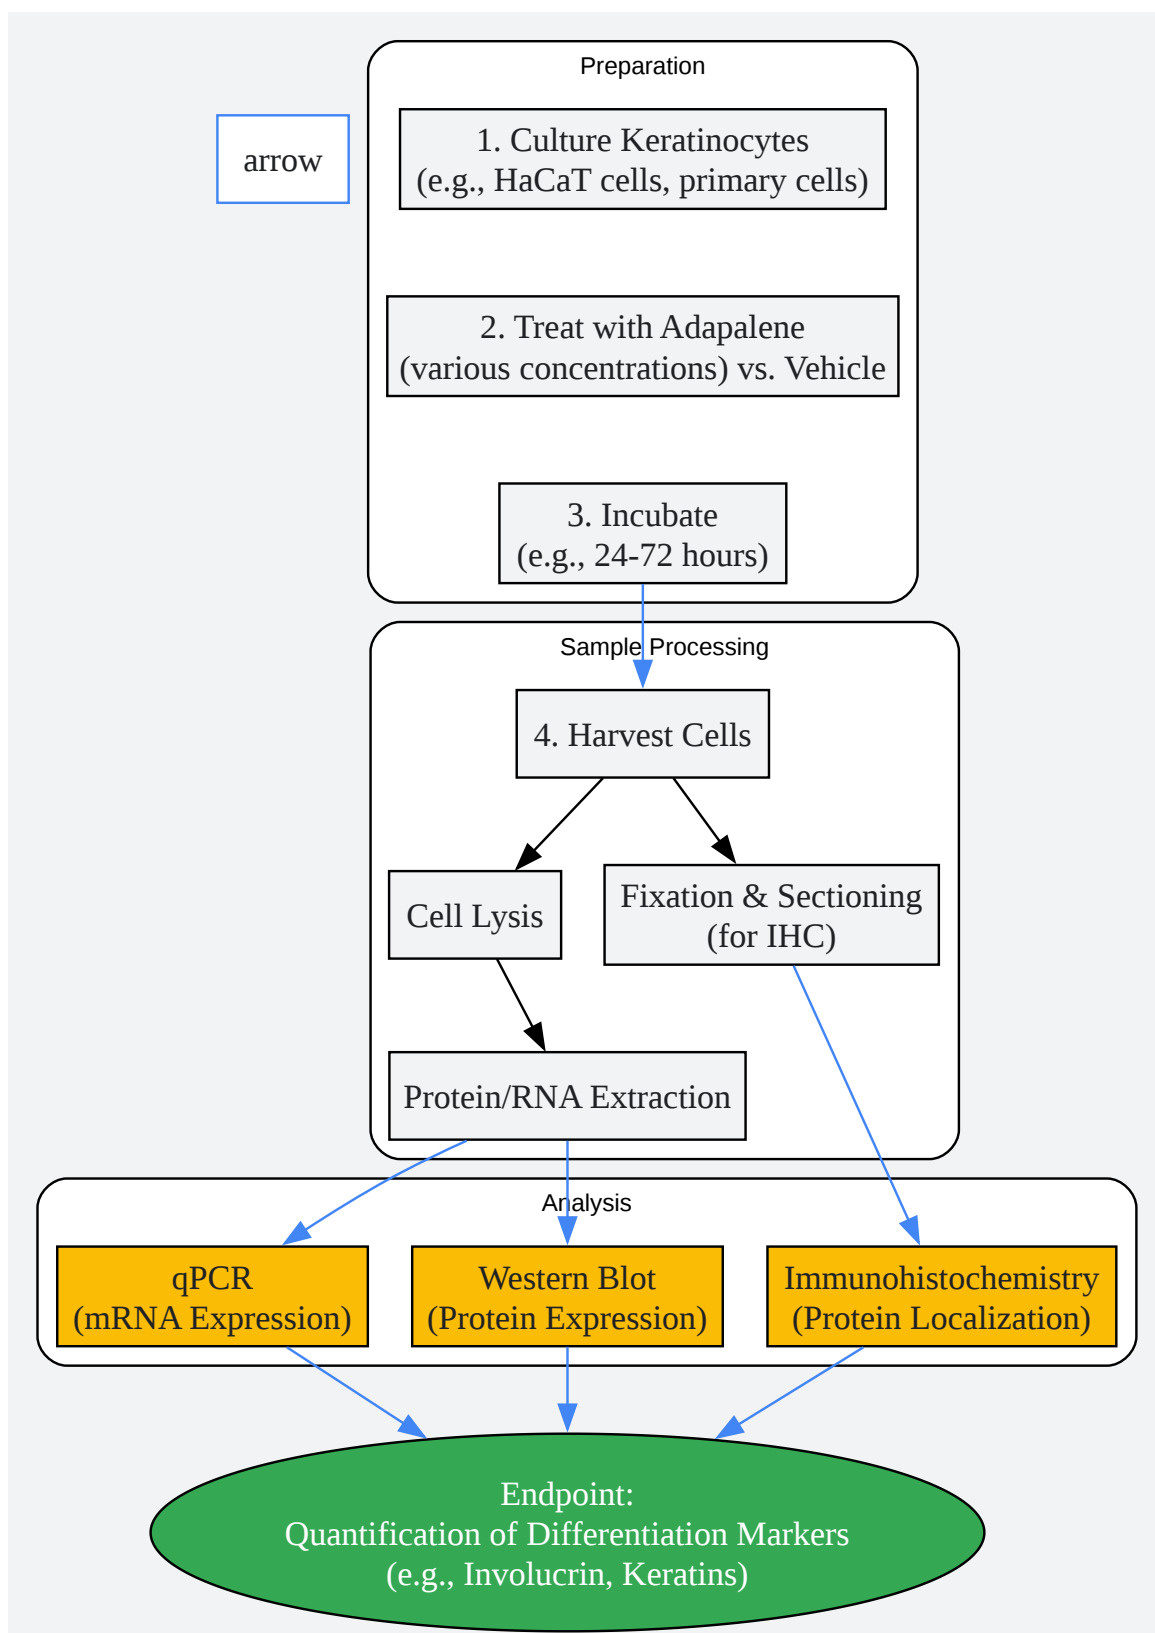 Preparation
arrow
1. Culture Keratinocytes
(e.g., HaCaT cells, primary cells)
2. Treat with Adapalene
(various concentrations) vs. Vehicle
3. Incubate
(e.g., 24-72 hours)
Sample Processing
4. Harvest Cells
Cell Lysis
Fixation & Sectioning
(for IHC)
Protein/RNA Extraction
Analysis
qPCR
(mRNA Expression)
Western Blot
(Protein Expression)
Immunohistochemistry
(Protein Localization)
Endpoint:
Quantification of Differentiation Markers
(e.g., Involucrin, Keratins)